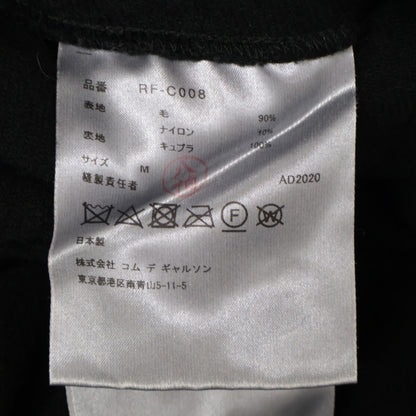 品番 RF-C008
表地 毛 90%
ナイロン 10%
裏地 キュプラ 100%
サイズ M
縫製責任者 AD2020
F W
日本製
株式会社 コム デ ギャルソン
東京都港区南青山5-11-5